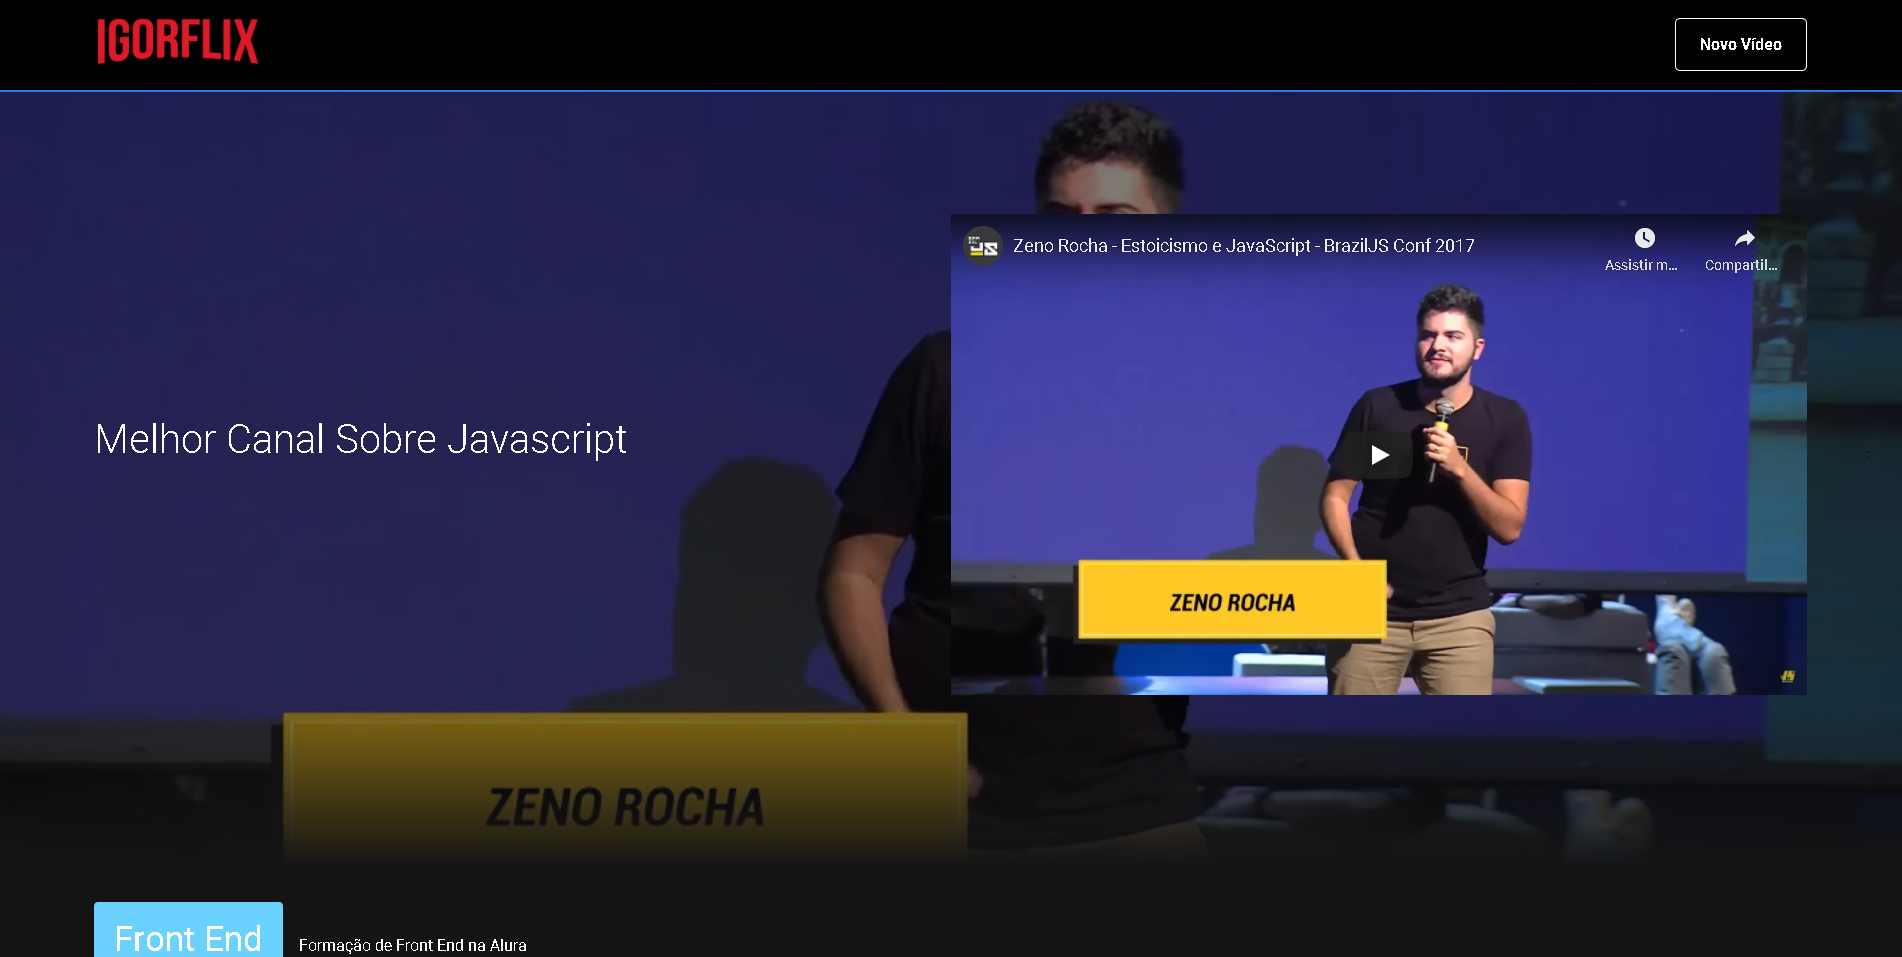 IGORFLIX
Novo Vídeo
Zeno Rocha - Estoicismo e JavaScript - BrazilJS Conf 2017
Assistir m...
Compartil...
Melhor Canal Sobre Javascript
ZENO ROCHA
ZENO ROCHA
Front End
Formação de Front End na Alura